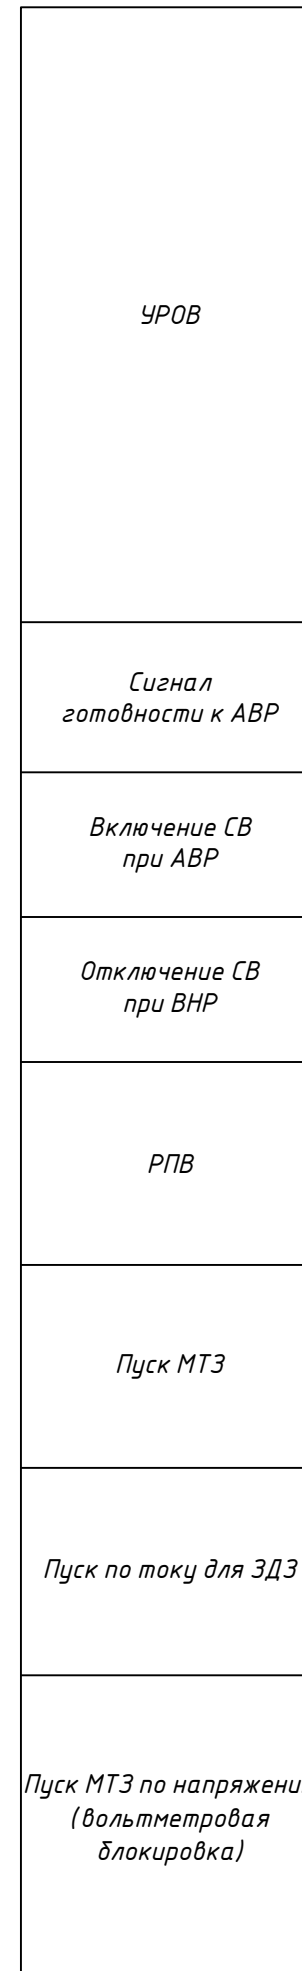 УРОВ
Сигнал
готовности к АВР
Включение СВ
при АВР
Отключение СВ
при ВНР
РПВ
Пуск МТЗ
Пуск по току для ЗДЗ
Пуск МТЗ по напряжени
(вольтметровая
блокировка)